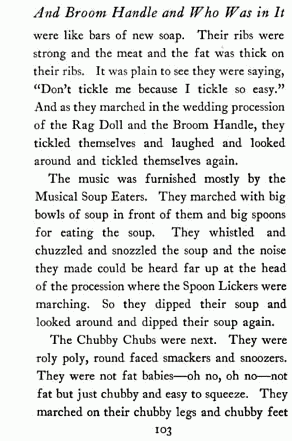 And Broom Handle and Who Was in It
were like bars of new soap. Their ribs were
strong and the meat and the fat was thick on
their ribs. It was plain to see they were saying,
“Don't tickle me because I tickle so easy.”
And as they marched in the wedding procession
of the Rag Doll and the Broom Handle, they
tickled themselves and laughed and looked
around and tickled themselves again.
The music was furnished mostly by the
Musical Soup Eaters. They marched with big
bowls of soup in front of them and big spoons
for eating the soup. They whistled and
chuzzled and snozzled the soup and the noise
they made could be heard far up at the head
of the procession where the Spoon Lickers were
marching. So they dipped their soup and
looked around and dipped their soup again.
The Chubby Chubs were next. They were
roly poly, round faced smackers and snoozers.
They were not fat babies—oh no, oh no—not
fat but just chubby and easy to squeeze. They
marched on their chubby legs and chubby feet
103